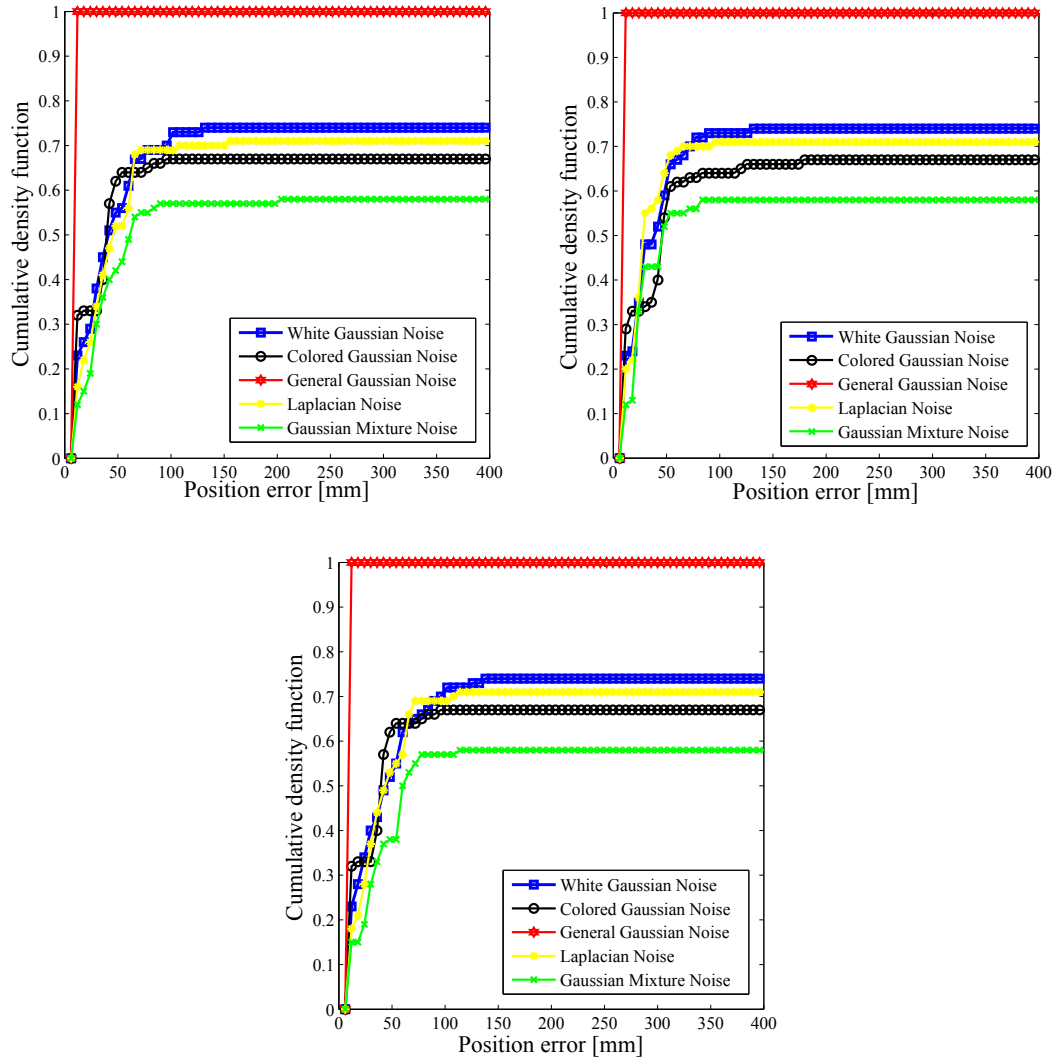 1
0.9
0.8
0.7
0.6
0.5
0.4
0.3
0.2
0.1
0
Cumulative density function
0 50 100 150 200 250 300 350 400
Position error [mm]
White Gaussian Noise
Colored Gaussian Noise
General Gaussian Noise
Laplacian Noise
Gaussian Mixture Noise
1
0.9
0.8
0.7
0.6
0.5
0.4
0.3
0.2
0.1
0
Cumulative density function
0 50 100 150 200 250 300 350 400
Position error [mm]
White Gaussian Noise
Colored Gaussian Noise
General Gaussian Noise
Laplacian Noise
Gaussian Mixture Noise
1
0.9
0.8
0.7
0.6
0.5
0.4
0.3
0.2
0.1
0
Cumulative density function
0 50 100 150 200 250 300 350 400
Position error [mm]
White Gaussian Noise
Colored Gaussian Noise
General Gaussian Noise
Laplacian Noise
Gaussian Mixture Noise